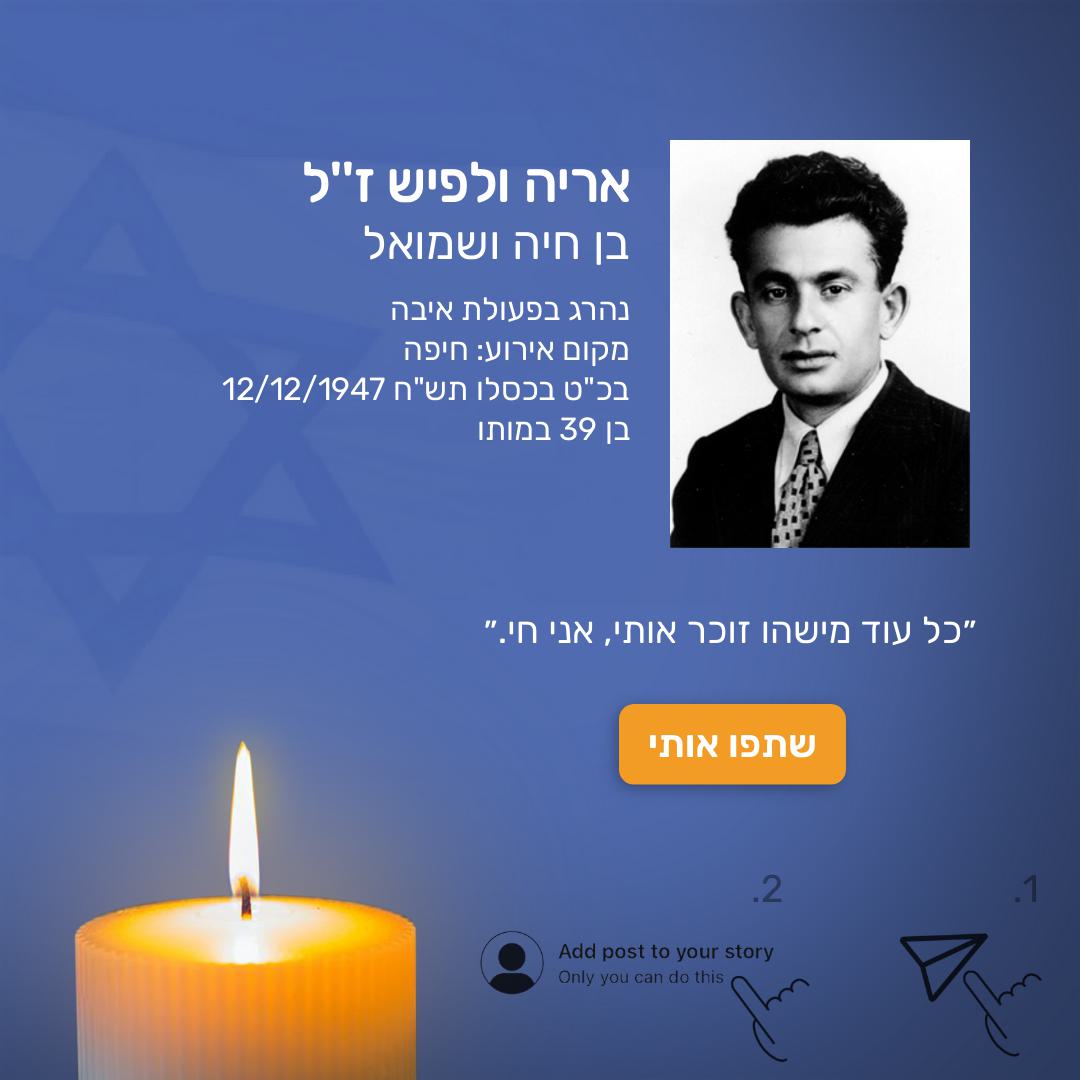 אריה ולפיש ז"ל
בן חיה ושמואל
נהרג בפעולת איבה
מקום אירוע: חיפה
בכ"ט בכסלו תש"ח 12/12/1947
בן 39 במותו
״כל עוד מישהו זוכר אותי, אני חי.״
שתפו אותי
1.
2.
Add post to your story
Only you can do this